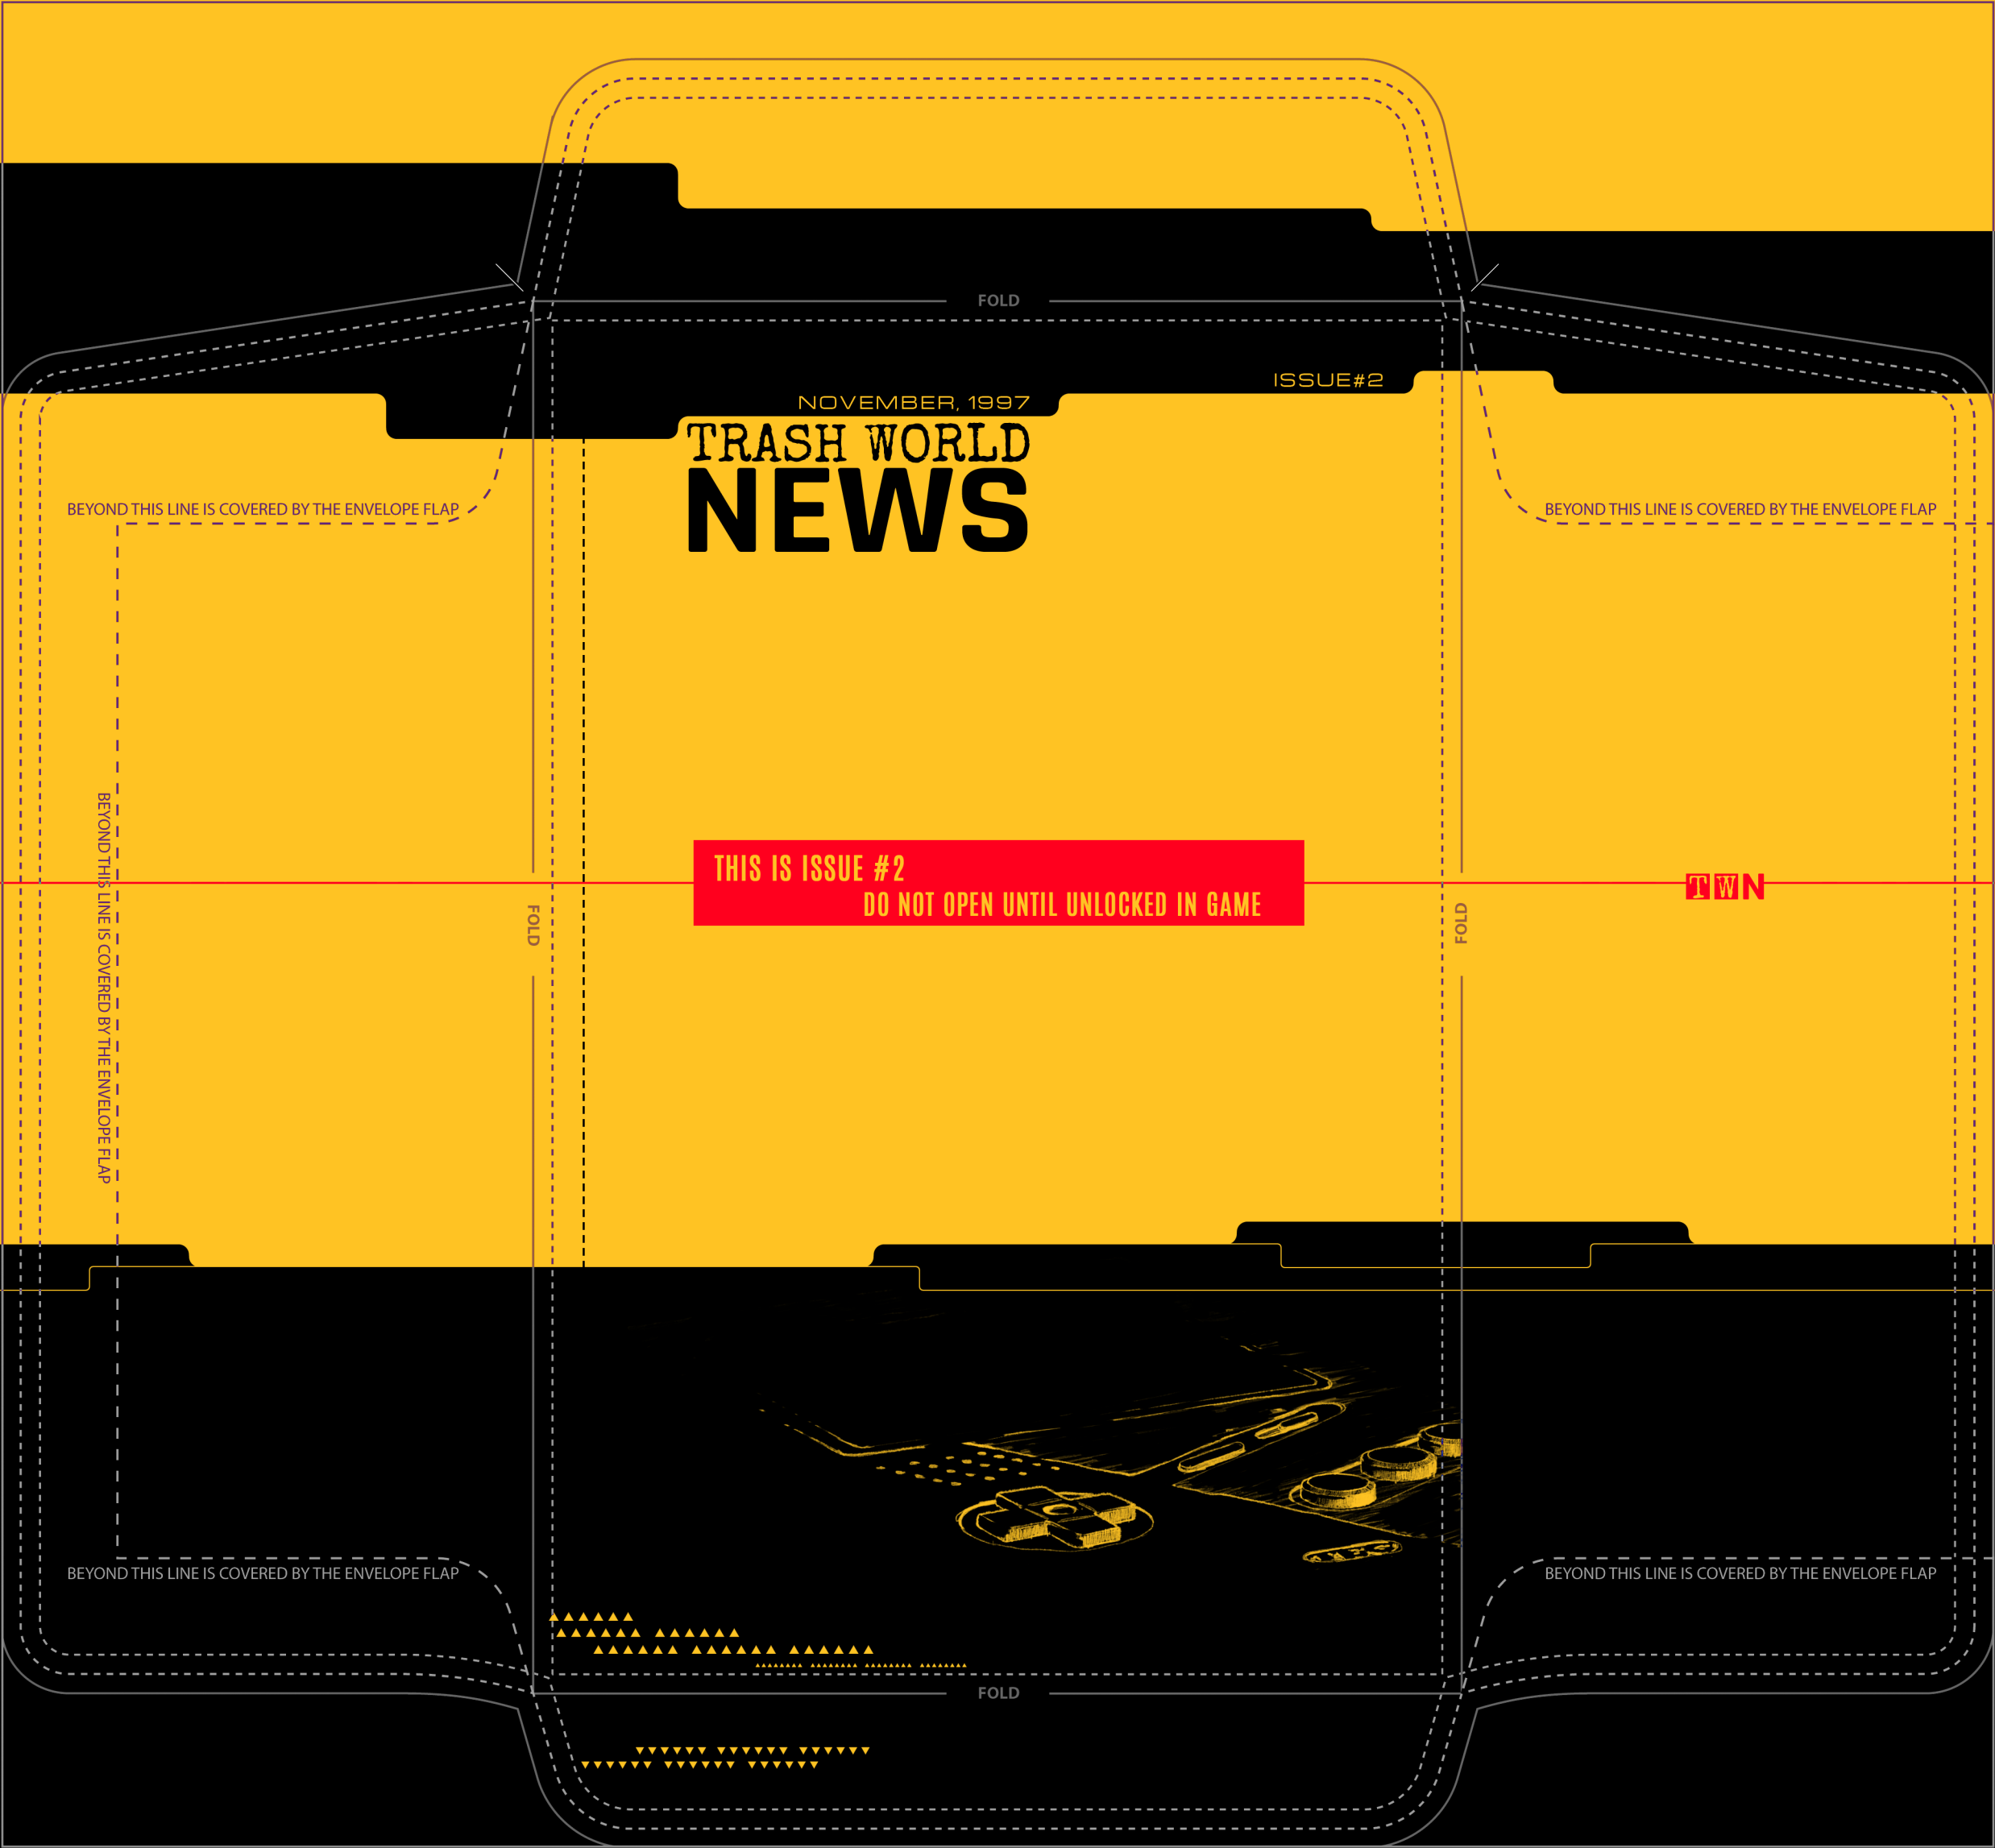 FOLD
ISSUE#2
NOVEMBER, 1997
TRASH WORLD
NEWS
BEYOND THIS LINE IS COVERED BY THE ENVELOPE FLAP
BEYOND THIS LINE IS COVERED BY THE ENVELOPE FLAP
BEYOND THIS LINE IS COVERED BY THE ENVELOPE FLAP
THIS IS ISSUE #2
DO NOT OPEN UNTIL UNLOCKED IN GAME
TWN
FOLD
FOLD
BEYOND THIS LINE IS COVERED BY THE ENVELOPE FLAP
BEYOND THIS LINE IS COVERED BY THE ENVELOPE FLAP
FOLD